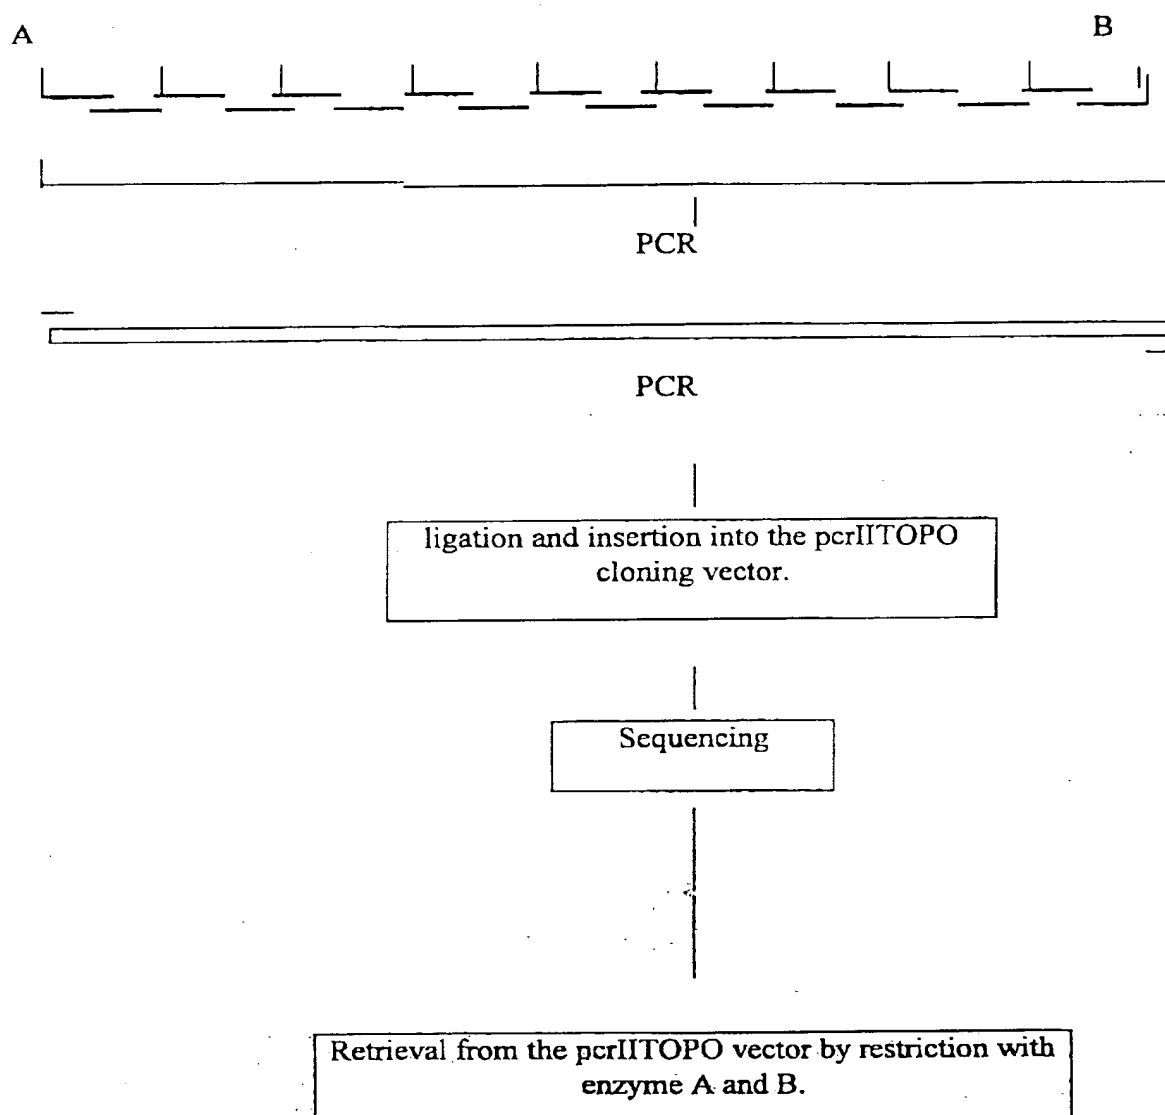 A
B
PCR
PCR
ligation and insertion into the pcrIITOPO
cloning vector.
Sequencing
Retrieval from the pcrIITOPO vector by restriction with
enzyme A and B.